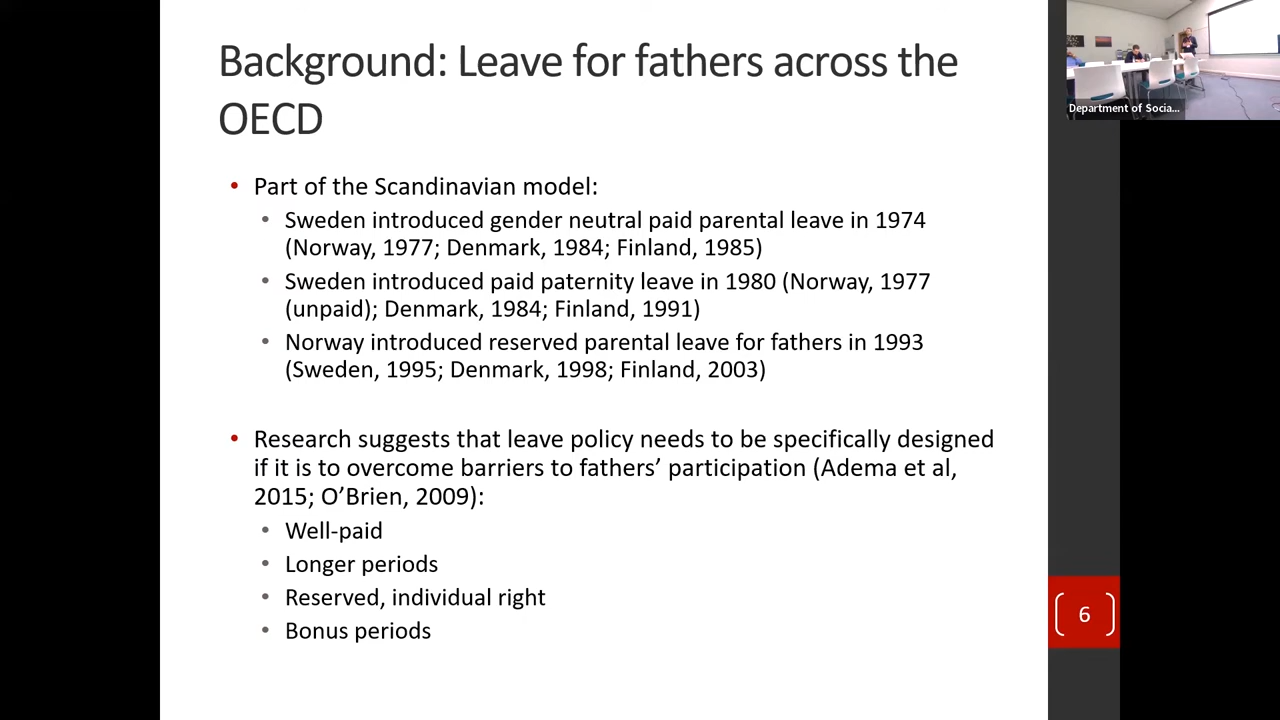 Background: Leave for fathers across the
OECD
• Part of the Scandinavian model:
• Sweden introduced gender neutral paid parental leave in 1974
(Norway, 1977; Denmark, 1984; Finland, 1985)
• Sweden introduced paid paternity leave in 1980 (Norway, 1977
(unpaid); Denmark, 1984; Finland, 1991)
• Norway introduced reserved parental leave for fathers in 1993
(Sweden, 1995; Denmark, 1998; Finland, 2003)
• Research suggests that leave policy needs to be specifically designed
if it is to overcome barriers to fathers’ participation (Adema et al,
2015; O’Brien, 2009):
• Well-paid
• Longer periods
• Reserved, individual right
• Bonus periods
6
Department of Socia...